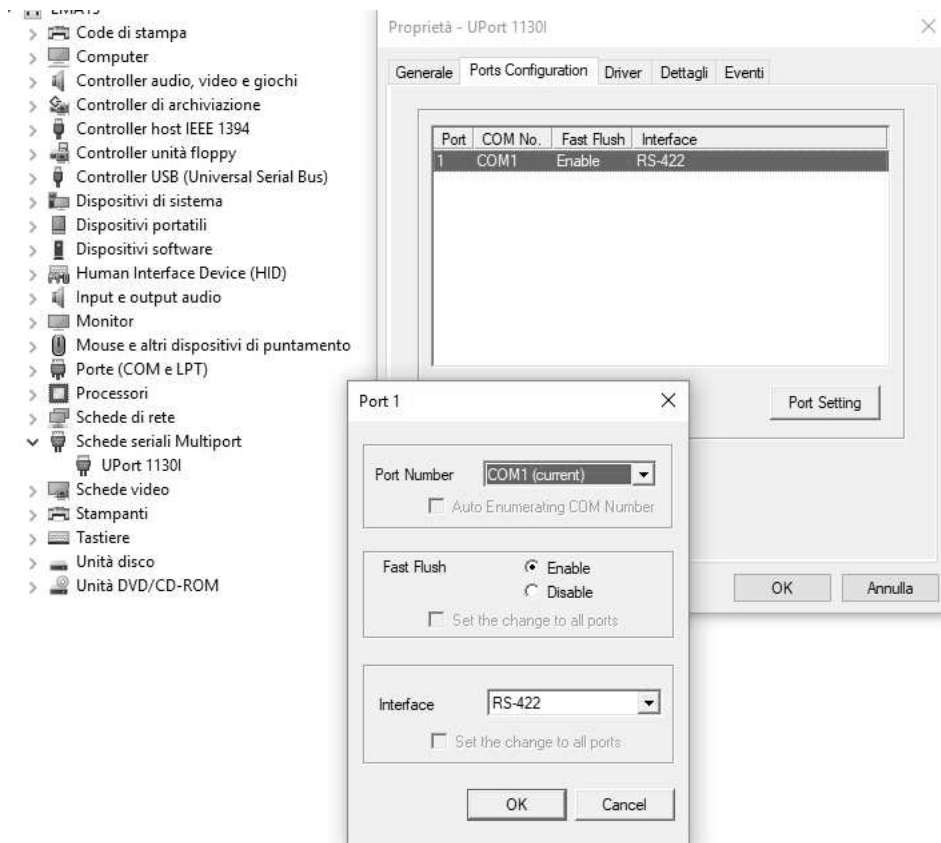 Code di stampa
Computer
Controller audio, video e giochi
Controller di archiviazione
Controller host IEEE 1394
Controller unità floppy
Controller USB (Universal Serial Bus)
Dispositivi di sistema
Dispositivi portatili
Dispositivi software
Human Interface Device (HID)
Input e output audio
Monitor
Mouse e altri dispositivi di puntamento
Porte (COM e LPT)
Processori
Schede di rete
Schede seriali Multiport
UPort 1130I
Schede video
Stampanti
Tastiere
Unità disco
Unità DVD/CD-ROM
Proprietà - UPort 1130I
Generale Ports Configuration Driver Dettagli Eventi
Port COM No. Fast Flush Interface
1 COM1 Enable RS-422
Port Setting
OK Annulla
Port 1
Port Number COM1 (current)
Auto Enumerating COM Number
Fast Flush Enable
Disable
Set the change to all ports
Interface RS-422
Set the change to all ports
OK Cancel